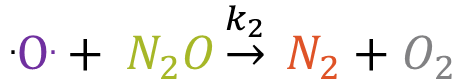 ·O· + N₂O →k₂ N₂ + O₂